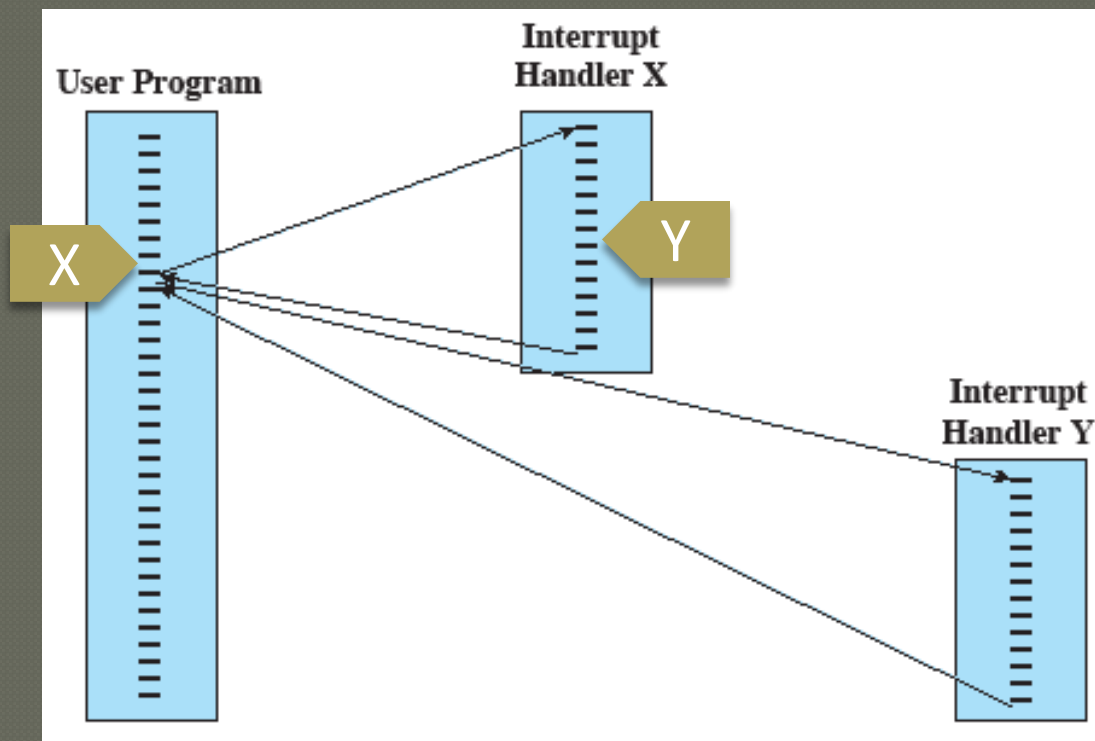 Interrupt
Handler X
User Program
X
Y
Interrupt
Handler Y